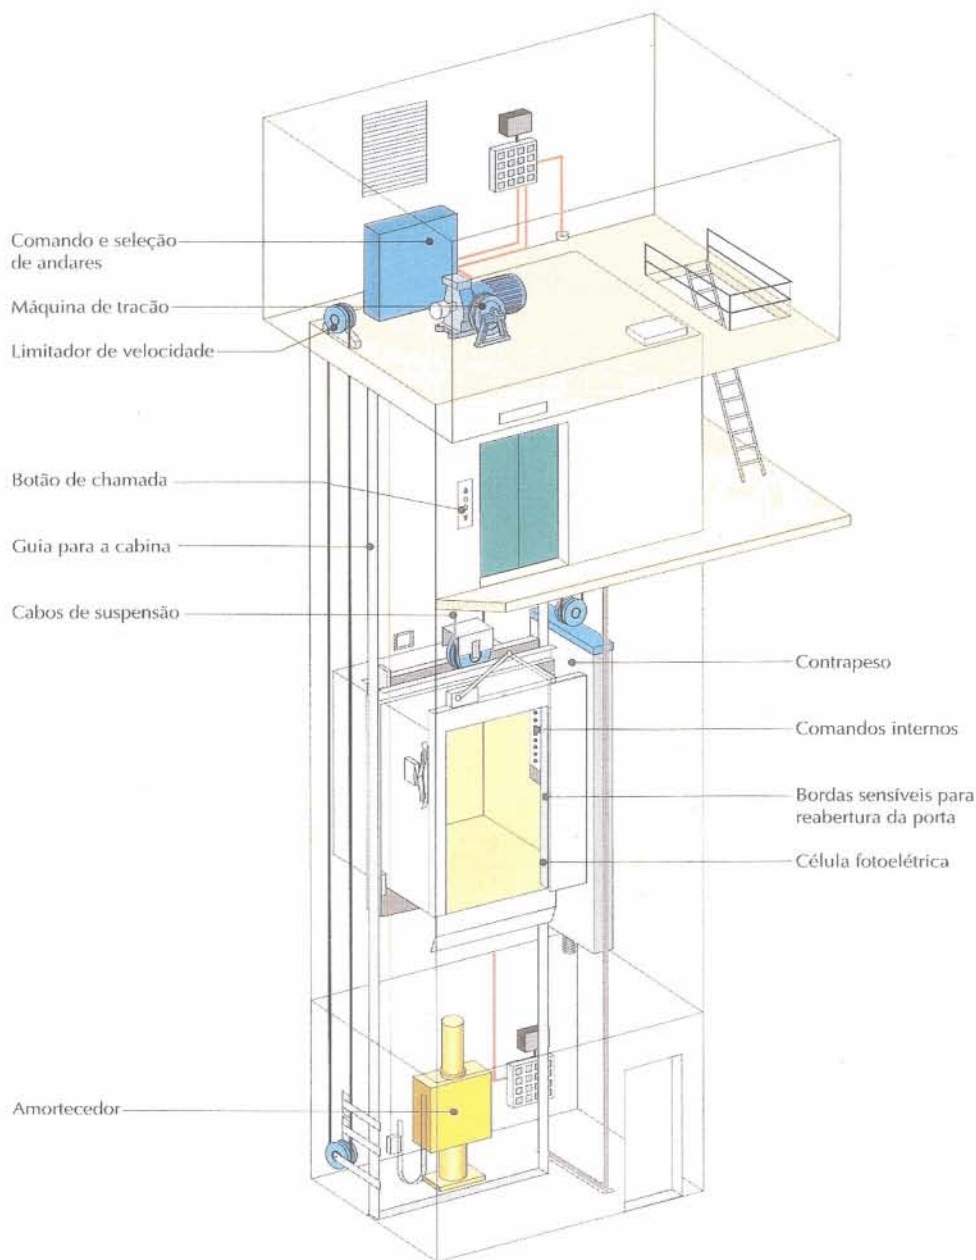 Comando e seleção
de andares
Máquina de tracão
Limitador de velocidade
Botão de chamada
Guia para a cabina
Cabos de suspensão
Contrapeso
Comandos internos
Bordas sensíveis para
reabertura da porta
Célula fotoelétrica
Amortecedor